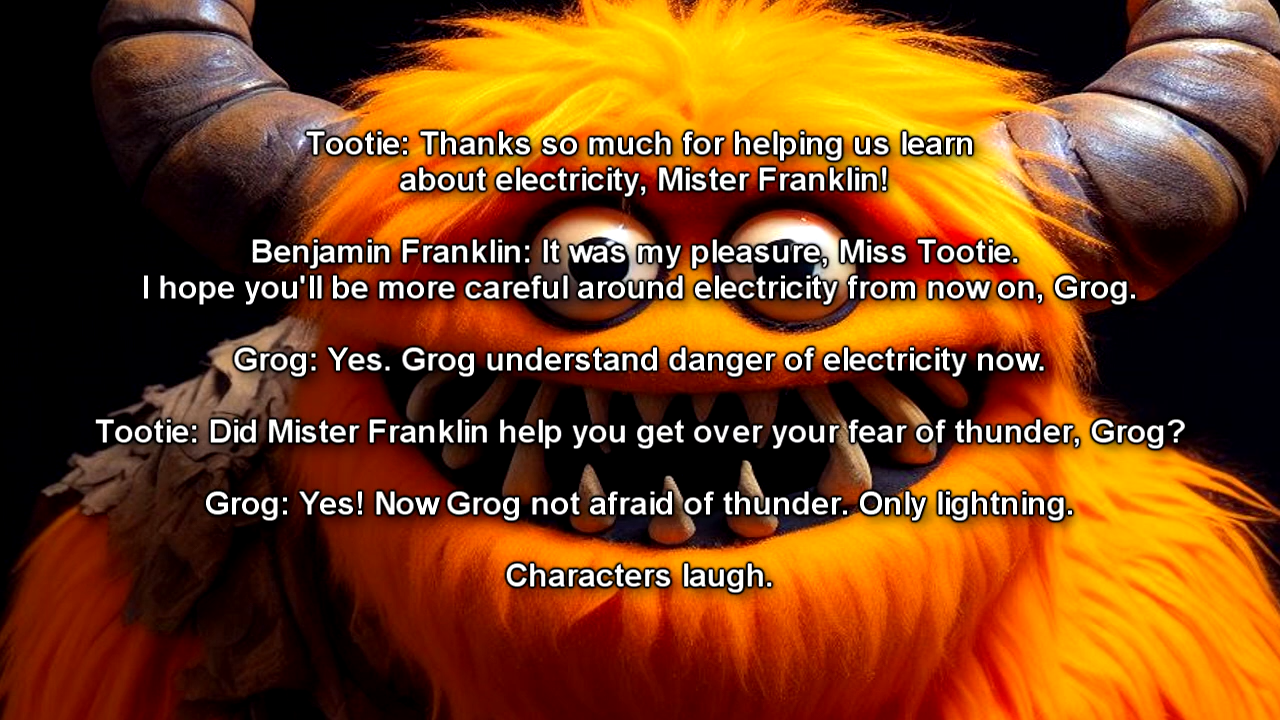 Tootie: Thanks so much for helping us learn
about electricity, Mister Franklin!
Benjamin Franklin: It was my pleasure, Miss Tootie.
I hope you'll be more careful around electricity from now on, Grog.
Grog: Yes. Grog understand danger of electricity now.
Tootie: Did Mister Franklin help you get over your fear of thunder, Grog?
Grog: Yes! Now Grog not afraid of thunder. Only lightning.
Characters laugh.